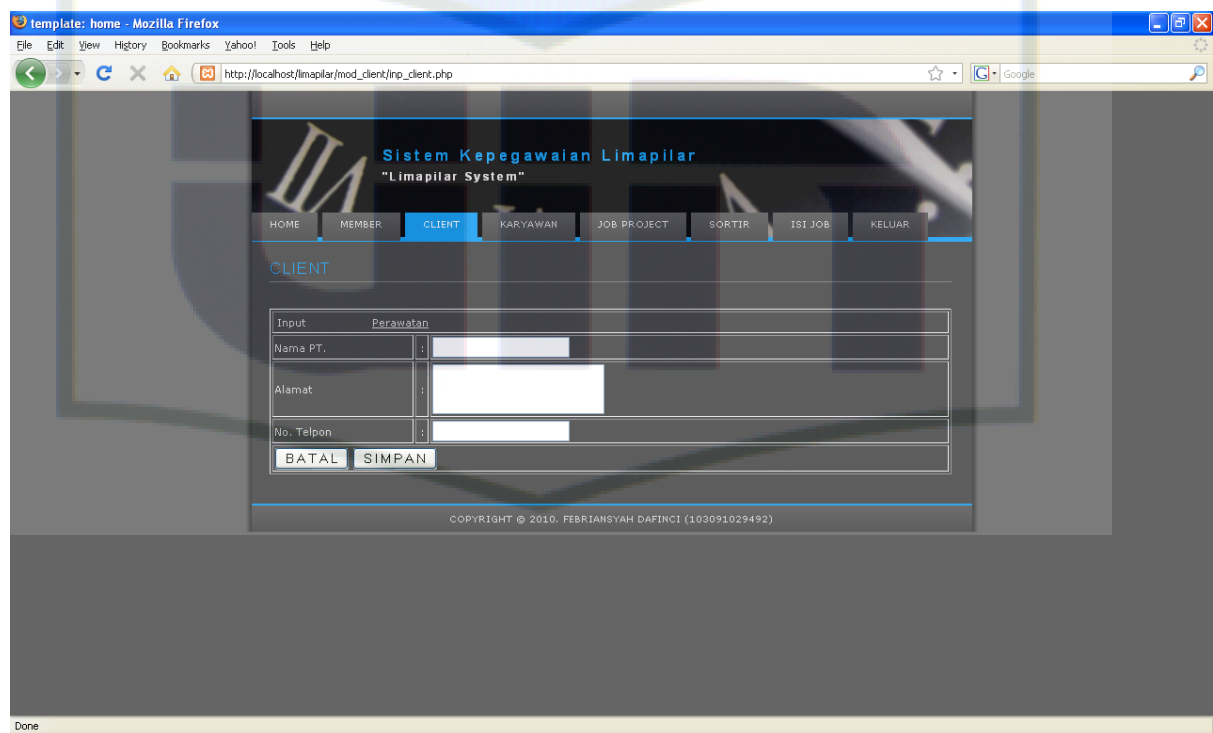 template: home - Mozilla Firefox
File Edit View History Bookmarks Yahoo! Tools Help
http://localhost/limapilar/mod_client/inp_client.php
Google
Sistem Kepegawaian Limapilar
"Limapilar System"
HOME MEMBER CLIENT KARYAWAN JOB PROJECT SORTIR ISI JOB KELUAR
CLIENT
Input Perawatan
Nama PT. :
Alamat :
No. Telpon :
BATAL SIMPAN
COPYRIGHT @ 2010. FEBRIANSYAH DAFINCI (103091029492)
Done